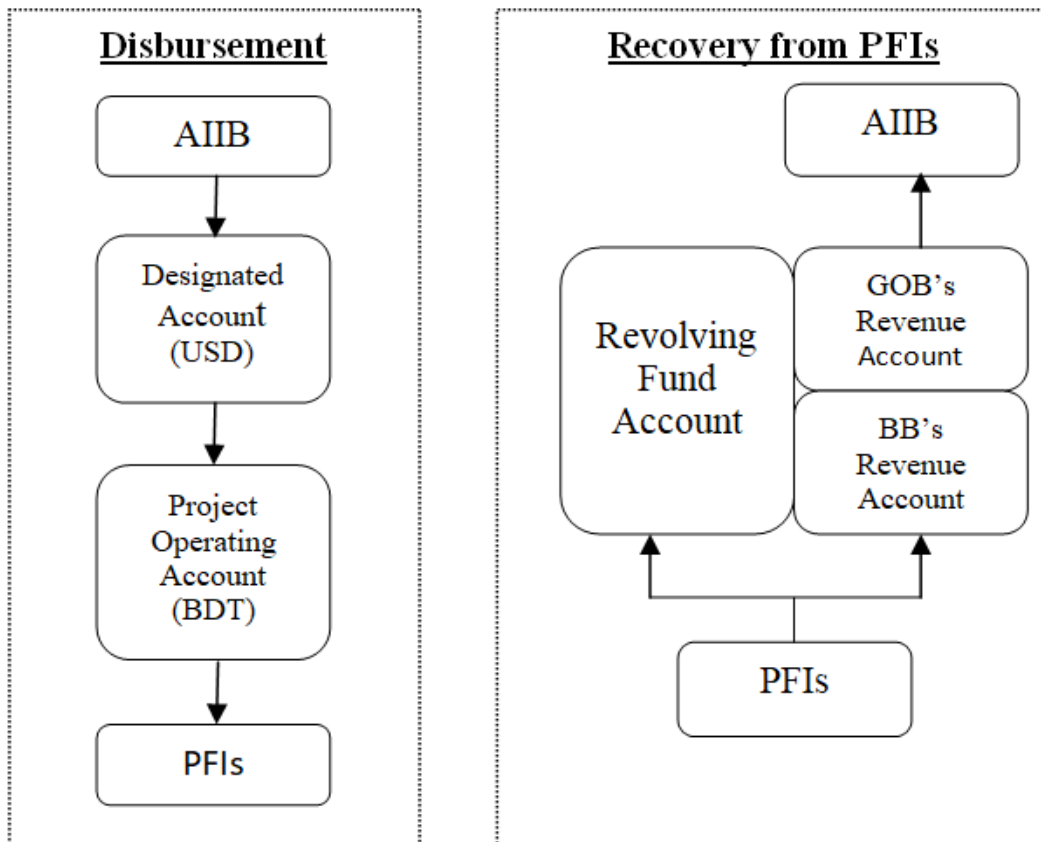 Disbursement
AIIB
Designated
Account
(USD)
Project
Operating
Account
(BDT)
PFIs
Recovery from PFIs
AIIB
Revolving
Fund
Account
GOB’s
Revenue
Account
BB’s
Revenue
Account
PFIs